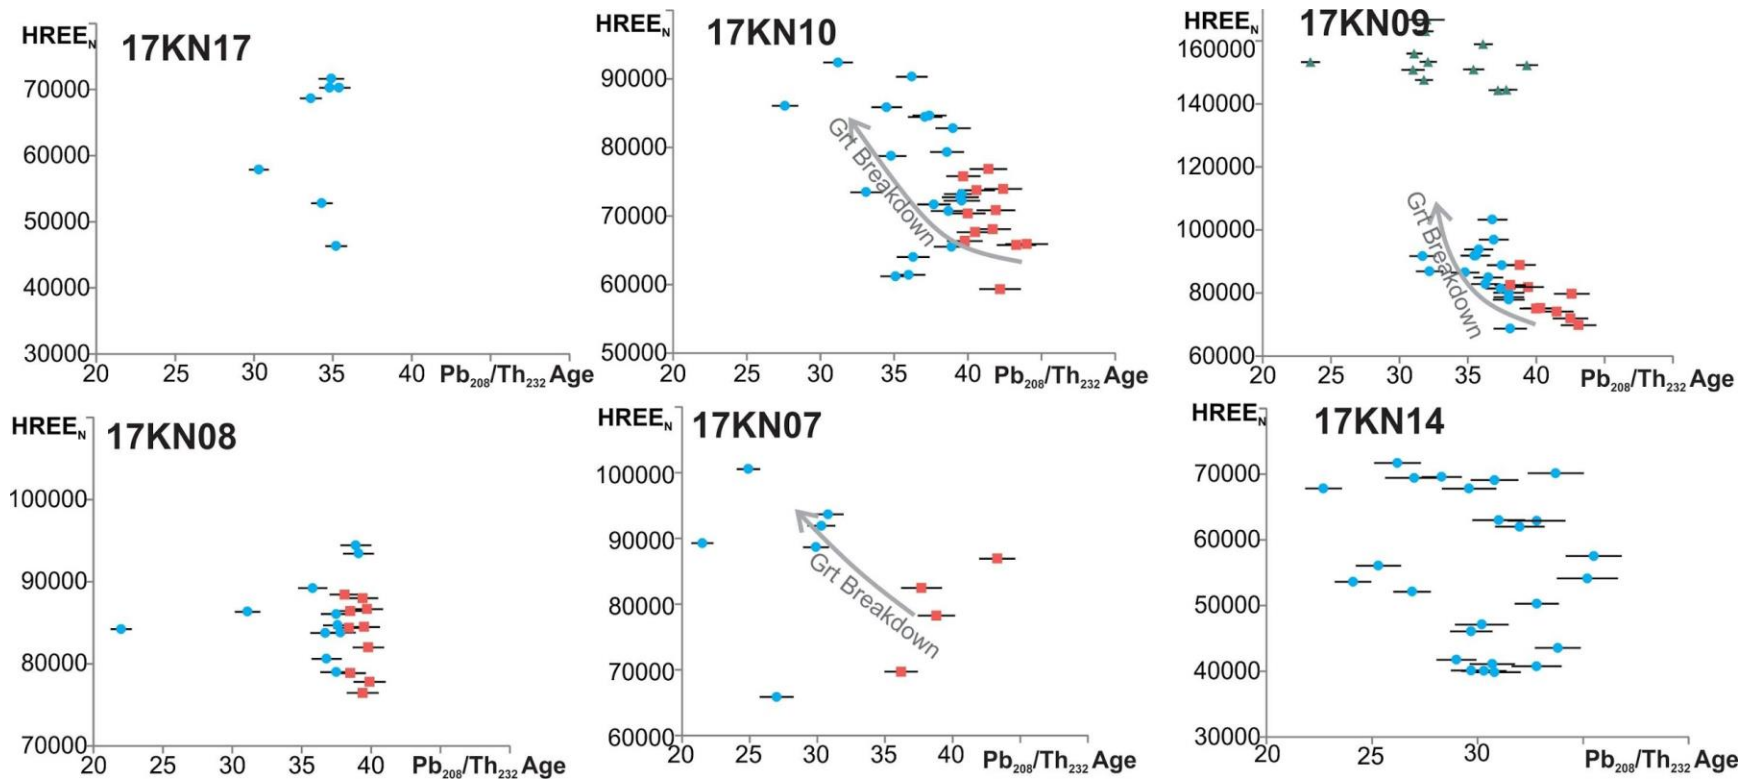 HREEN 17KN17
70000
60000
50000
40000
30000
20 25 30 35 40 Pb208/Th232 Age
HREEN 17KN10
90000
80000
70000
60000
50000
Grt Breakdown
20 25 30 35 40 Pb208/Th232 Age
HREEN 17KN09
160000
140000
120000
100000
80000
60000
Grt Breakdown
20 25 30 35 40 Pb208/Th232 Age
HREEN 17KN08
100000
90000
80000
70000
20 25 30 35 40 Pb208/Th232 Age
HREEN 17KN07
100000
90000
80000
70000
60000
Grt Breakdown
20 25 30 35 40 Pb208/Th232 Age
HREEN 17KN14
70000
60000
50000
40000
30000
20 25 30 Pb208/Th232 Age